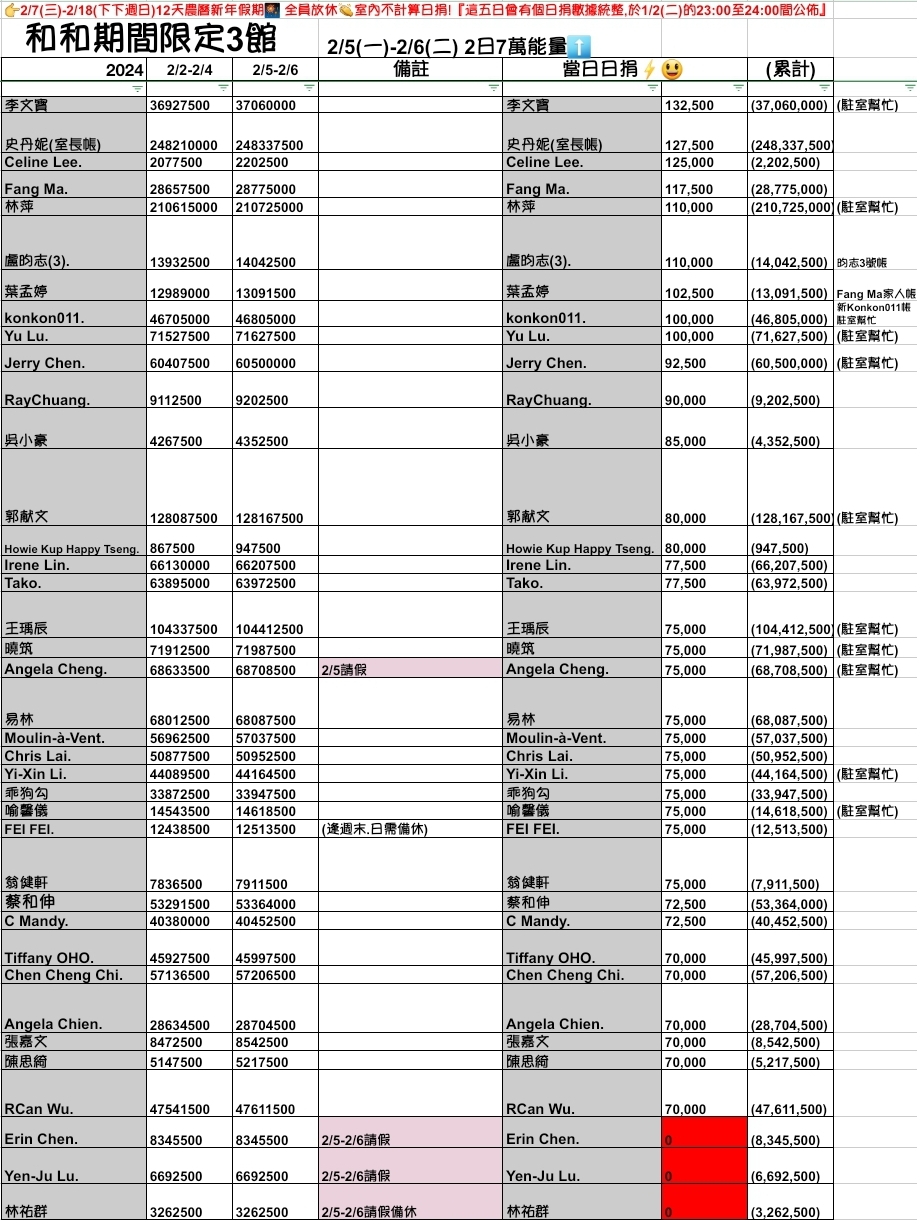 👉2/7(三)-2/18(下下週日)12天農曆新年假期🎆 全員放休👏室內不計算日捐!『這五日會有個日捐數據統整,於1/2(二)的23:00至24:00間公佈』
和和期間限定3館 2/5(一)-2/6(二) 2日7萬能量⬆️
2024 2/2-2/4 2/5-2/6 備註 當日日捐⚡😃 (累計)
李文寶 36927500 37060000 李文寶 132,500 (37,060,000) (駐室幫忙)
史丹妮(室長帳) 248210000 248337500 史丹妮(室長帳) 127,500 (248,337,500)
Celine Lee. 2077500 2202500 Celine Lee. 125,000 (2,202,500)
Fang Ma. 28657500 28775000 Fang Ma. 117,500 (28,775,000)
林萍 210615000 210725000 林萍 110,000 (210,725,000) (駐室幫忙)
盧昀志(3). 13932500 14042500 盧昀志(3). 110,000 (14,042,500) 昀志3號帳
葉孟婷 12989000 13091500 葉孟婷 102,500 (13,091,500) Fang Ma家人帳
konkon011. 46705000 46805000 konkon011. 100,000 (46,805,000) 新Konkon011帳
駐室幫忙
Yu Lu. 71527500 71627500 Yu Lu. 100,000 (71,627,500) (駐室幫忙)
Jerry Chen. 60407500 60500000 Jerry Chen. 92,500 (60,500,000) (駐室幫忙)
RayChuang. 9112500 9202500 RayChuang. 90,000 (9,202,500)
吳小豪 4267500 4352500 吳小豪 85,000 (4,352,500)
郭献文 128087500 128167500 郭献文 80,000 (128,167,500) (駐室幫忙)
Howie Kup Happy Tseng. 867500 947500 Howie Kup Happy Tseng. 80,000 (947,500)
Irene Lin. 66130000 66207500 Irene Lin. 77,500 (66,207,500)
Tako. 63895000 63972500 Tako. 77,500 (63,972,500)
王瑀辰 104337500 104412500 王瑀辰 75,000 (104,412,500) (駐室幫忙)
曉筑 71912500 71987500 曉筑 75,000 (71,987,500) (駐室幫忙)
Angela Cheng. 68633500 68708500 2/5請假 Angela Cheng. 75,000 (68,708,500) (駐室幫忙)
易林 68012500 68087500 易林 75,000 (68,087,500)
Moulin-à-Vent. 56962500 57037500 Moulin-à-Vent. 75,000 (57,037,500)
Chris Lai. 50877500 50952500 Chris Lai. 75,000 (50,952,500)
Yi-Xin Li. 44089500 44164500 Yi-Xin Li. 75,000 (44,164,500) (駐室幫忙)
乖狗勾 33872500 33947500 乖狗勾 75,000 (33,947,500)
喻馨儀 14543500 14618500 喻馨儀 75,000 (14,618,500) (駐室幫忙)
FEI FEI. 12438500 12513500 (逢週末.日需備休) FEI FEI. 75,000 (12,513,500)
翁健軒 7836500 7911500 翁健軒 75,000 (7,911,500)
蔡和伸 53291500 53364000 蔡和伸 72,500 (53,364,000)
C Mandy. 40380000 40452500 C Mandy. 72,500 (40,452,500)
Tiffany OHO. 45927500 45997500 Tiffany OHO. 70,000 (45,997,500)
Chen Cheng Chi. 57136500 57206500 Chen Cheng Chi. 70,000 (57,206,500)
Angela Chien. 28634500 28704500 Angela Chien. 70,000 (28,704,500)
張嘉文 8472500 8542500 張嘉文 70,000 (8,542,500)
陳思綺 5147500 5217500 陳思綺 70,000 (5,217,500)
RCan Wu. 47541500 47611500 RCan Wu. 70,000 (47,611,500)
Erin Chen. 8345500 8345500 2/5-2/6請假 Erin Chen. 0 (8,345,500)
Yen-Ju Lu. 6692500 6692500 2/5-2/6請假 Yen-Ju Lu. 0 (6,692,500)
林祐群 3262500 3262500 2/5-2/6請假備休 林祐群 0 (3,262,500)